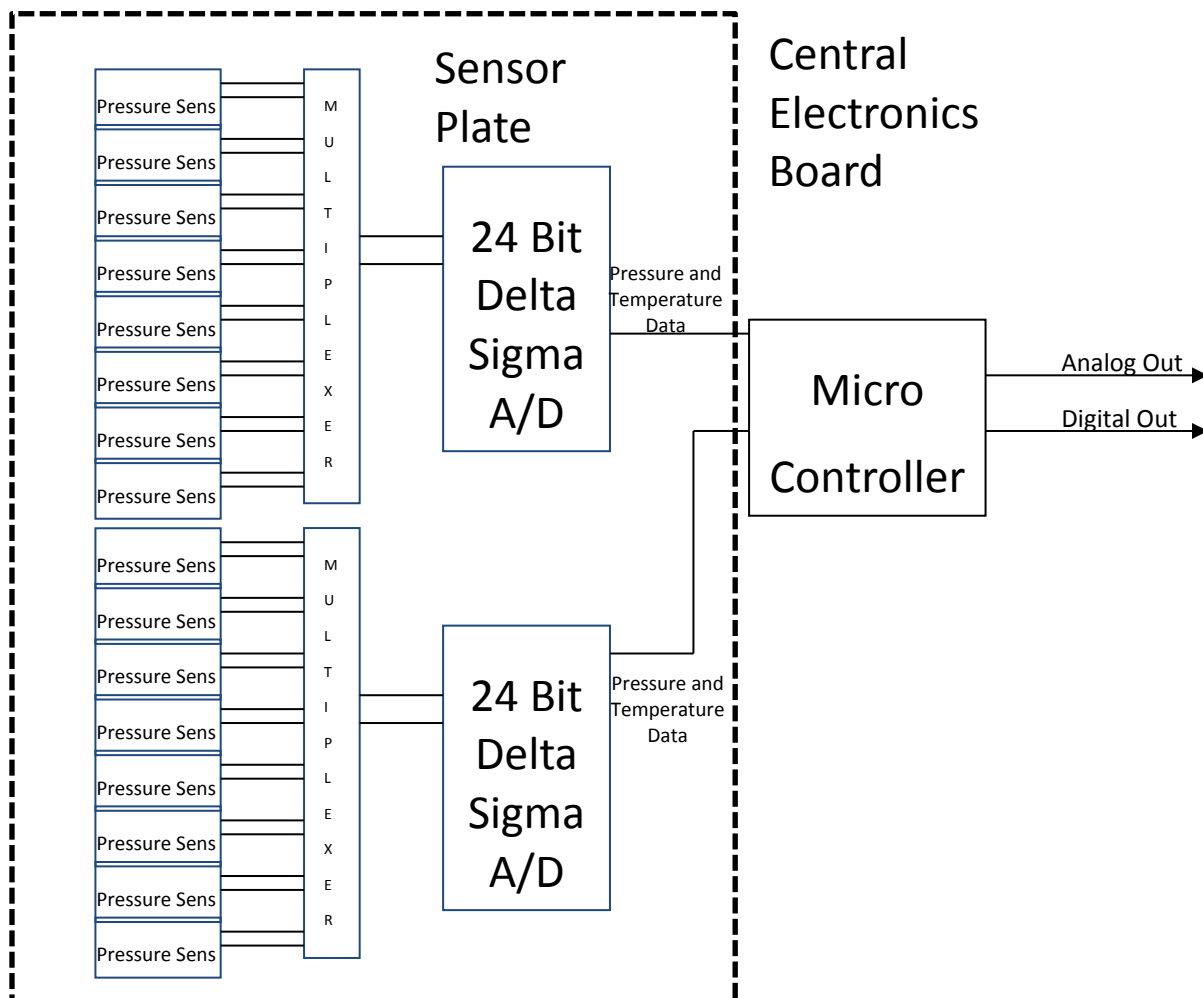 Sensor
Plate
Central
Electronics
Board
Pressure Sens
Pressure Sens
Pressure Sens
Pressure Sens
Pressure Sens
Pressure Sens
Pressure Sens
Pressure Sens
M
U
L
T
I
P
L
E
X
E
R
24 Bit
Delta
Sigma
A/D
Pressure and
Temperature
Data
Micro
Controller
Analog Out
Digital Out
Pressure Sens
Pressure Sens
Pressure Sens
Pressure Sens
Pressure Sens
Pressure Sens
Pressure Sens
Pressure Sens
M
U
L
T
I
P
L
E
X
E
R
24 Bit
Delta
Sigma
A/D
Pressure and
Temperature
Data